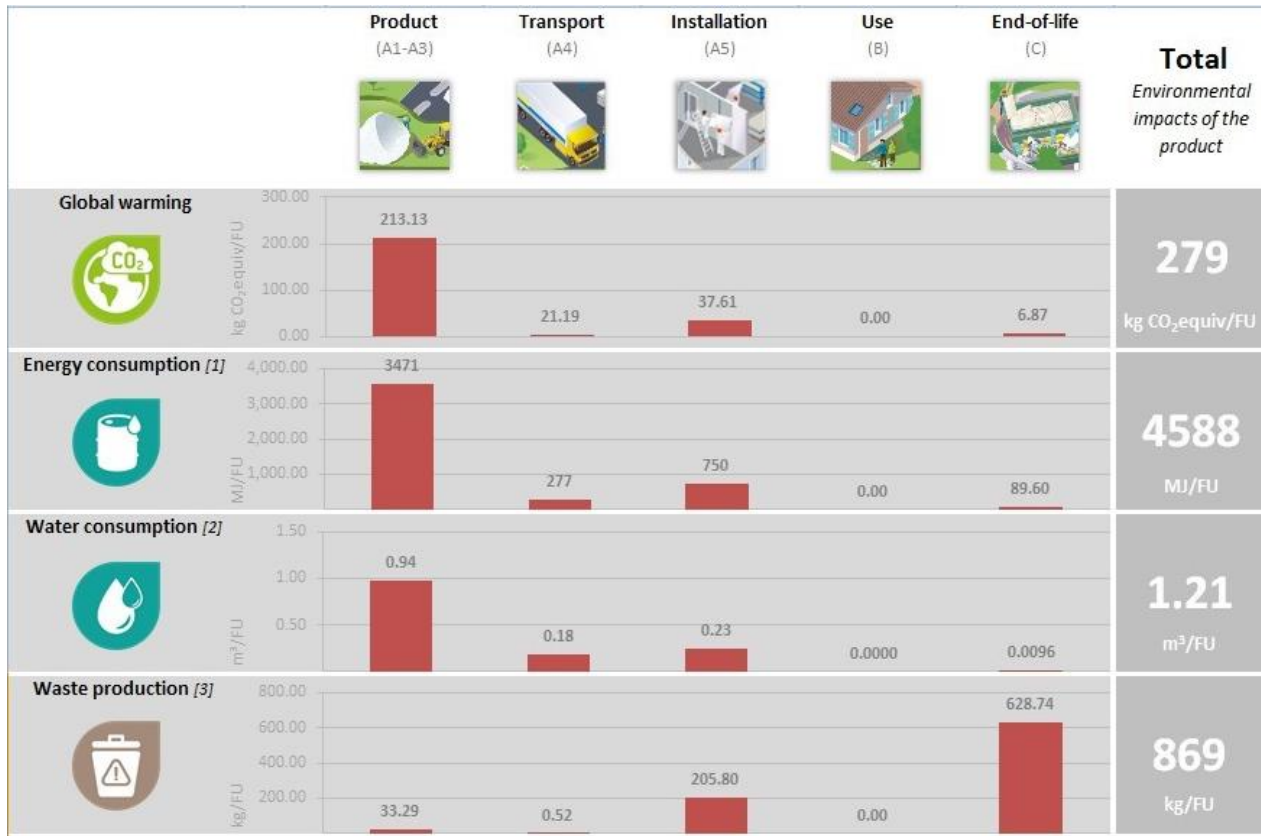 Product
(A1-A3)
Transport
(A4)
Installation
(A5)
Use
(B)
End-of-life
(C)
Total
Environmental
impacts of the
product
Global warming
CO₂
kg CO₂equiv/FU
300.00
200.00
100.00
0.00
213.13
21.19
37.61
0.00
6.87
279
kg CO₂equiv/FU
Energy consumption [1]
MJ/FU
4,000.00
3,000.00
2,000.00
1,000.00
3471
277
750
0.00
89.60
4588
MJ/FU
Water consumption [2]
m³/FU
1.50
1.00
0.50
0.94
0.18
0.23
0.0000
0.0096
1.21
m³/FU
Waste production [3]
kg/FU
800.00
600.00
400.00
200.00
33.29
0.52
205.80
0.00
628.74
869
kg/FU